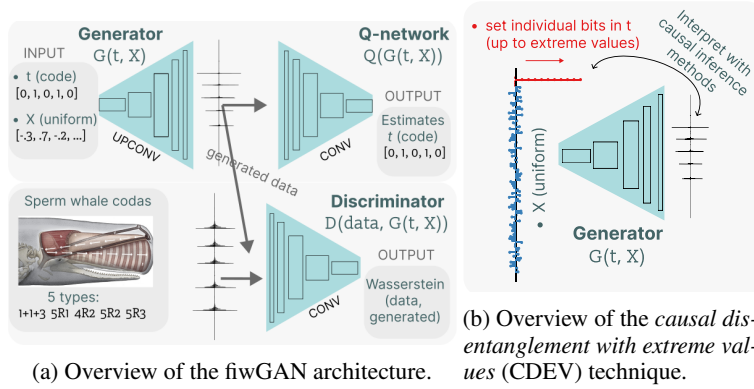 Generator
G(t, X)
INPUT
• t (code)
[0, 1, 0, 1, 0]
• X (uniform)
[-.3, .7, -.2, ...]
UPCONV
Q-network
Q(G(t, X))
OUTPUT
Estimates
t (code)
[0, 1, 0, 1, 0]
CONV
generated data
Sperm whale codas
5 types:
1+1+3 5R1 4R2 5R2 5R3
Discriminator
D(data, G(t, X))
OUTPUT
Wasserstein
(data,
generated)
CONV
(a) Overview of the fiwGAN architecture.
• set individual bits in t
(up to extreme values)
Interpret with
causal inference
methods
• X (uniform)
Generator
G(t, X)
(b) Overview of the causal dis-
entanglement with extreme val-
ues (CDEV) technique.